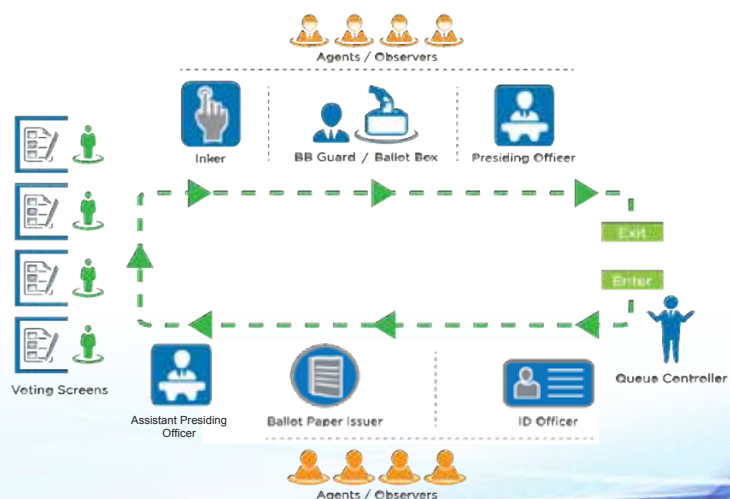 Agents / Observers
Inker
BB Guard / Ballot Box
Presiding Officer
Exit
Enter
Queue Controller
Voting Screens
Assistant Presiding
Officer
Ballot Paper Issuer
ID Officer
Agents / Observers